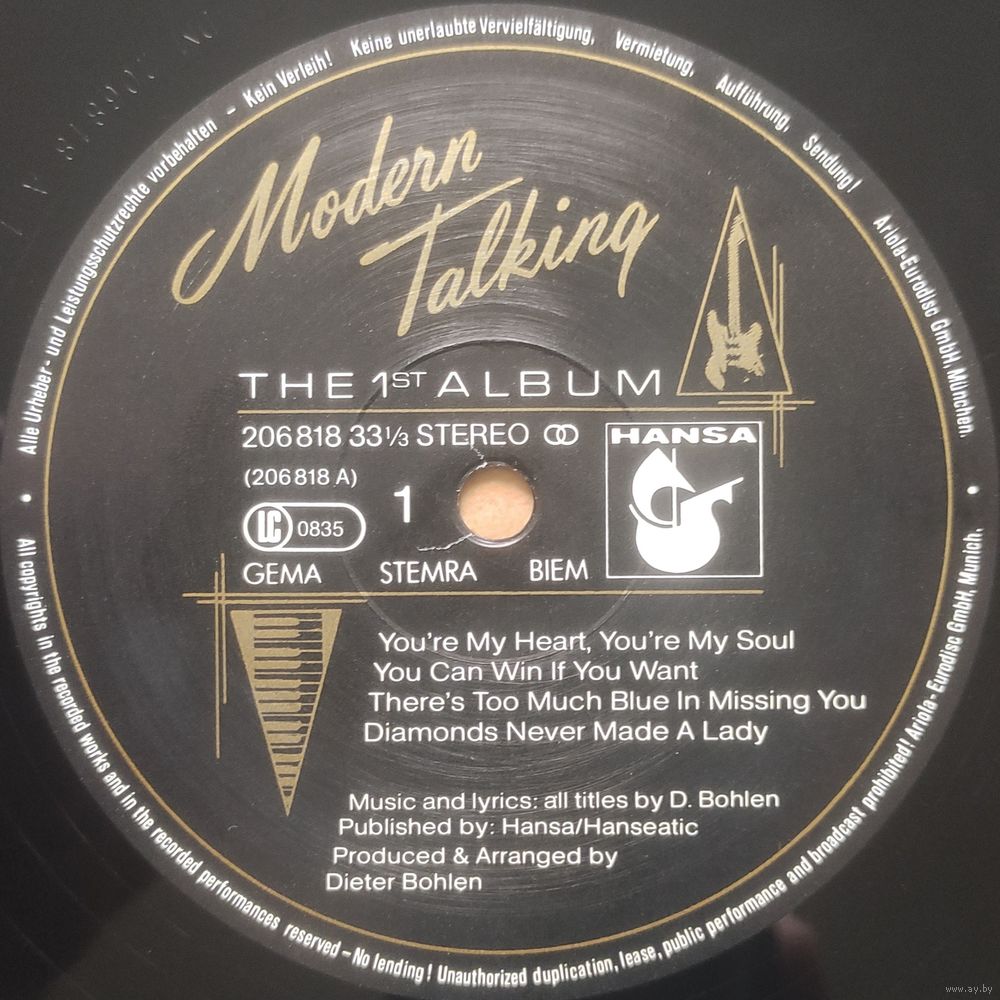 Alle Urheber- und Leistungsschutzrechte vorbehalten – Kein Verleih! Keine unerlaubte Vervielfältigung, Vermietung, Aufführung, Sendung! Ariola-Eurodisc GmbH, München.
Modern
Talking
THE 1ST ALBUM
206 818 33 1/3 STEREO
HANSA
(206 818 A)
LC 0835
1
GEMA STEMRA BIEM
You're My Heart, You're My Soul
You Can Win If You Want
There's Too Much Blue In Missing You
Diamonds Never Made A Lady
Music and lyrics: all titles by D. Bohlen
Published by: Hansa/Hanseatic
Produced & Arranged by
Dieter Bohlen
All copyrights in the recorded works and in the recorded performances reserved – No lending! Unauthorized duplication, lease, public performance and broadcast prohibited! Ariola-Eurodisc GmbH, Munich.
www.ay.by